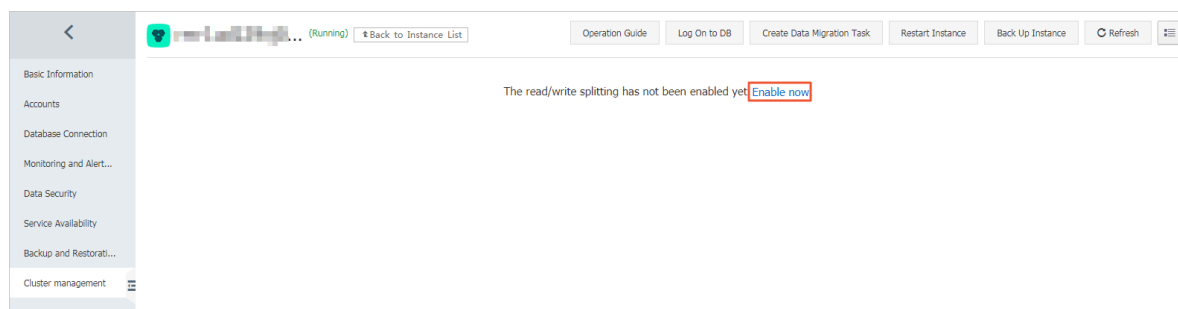 (Running) Back to Instance List
Operation Guide
Log On to DB
Create Data Migration Task
Restart Instance
Back Up Instance
Refresh
Basic Information
Accounts
Database Connection
Monitoring and Alert...
Data Security
Service Availability
Backup and Restorati...
Cluster management
The read/write splitting has not been enabled yet Enable now